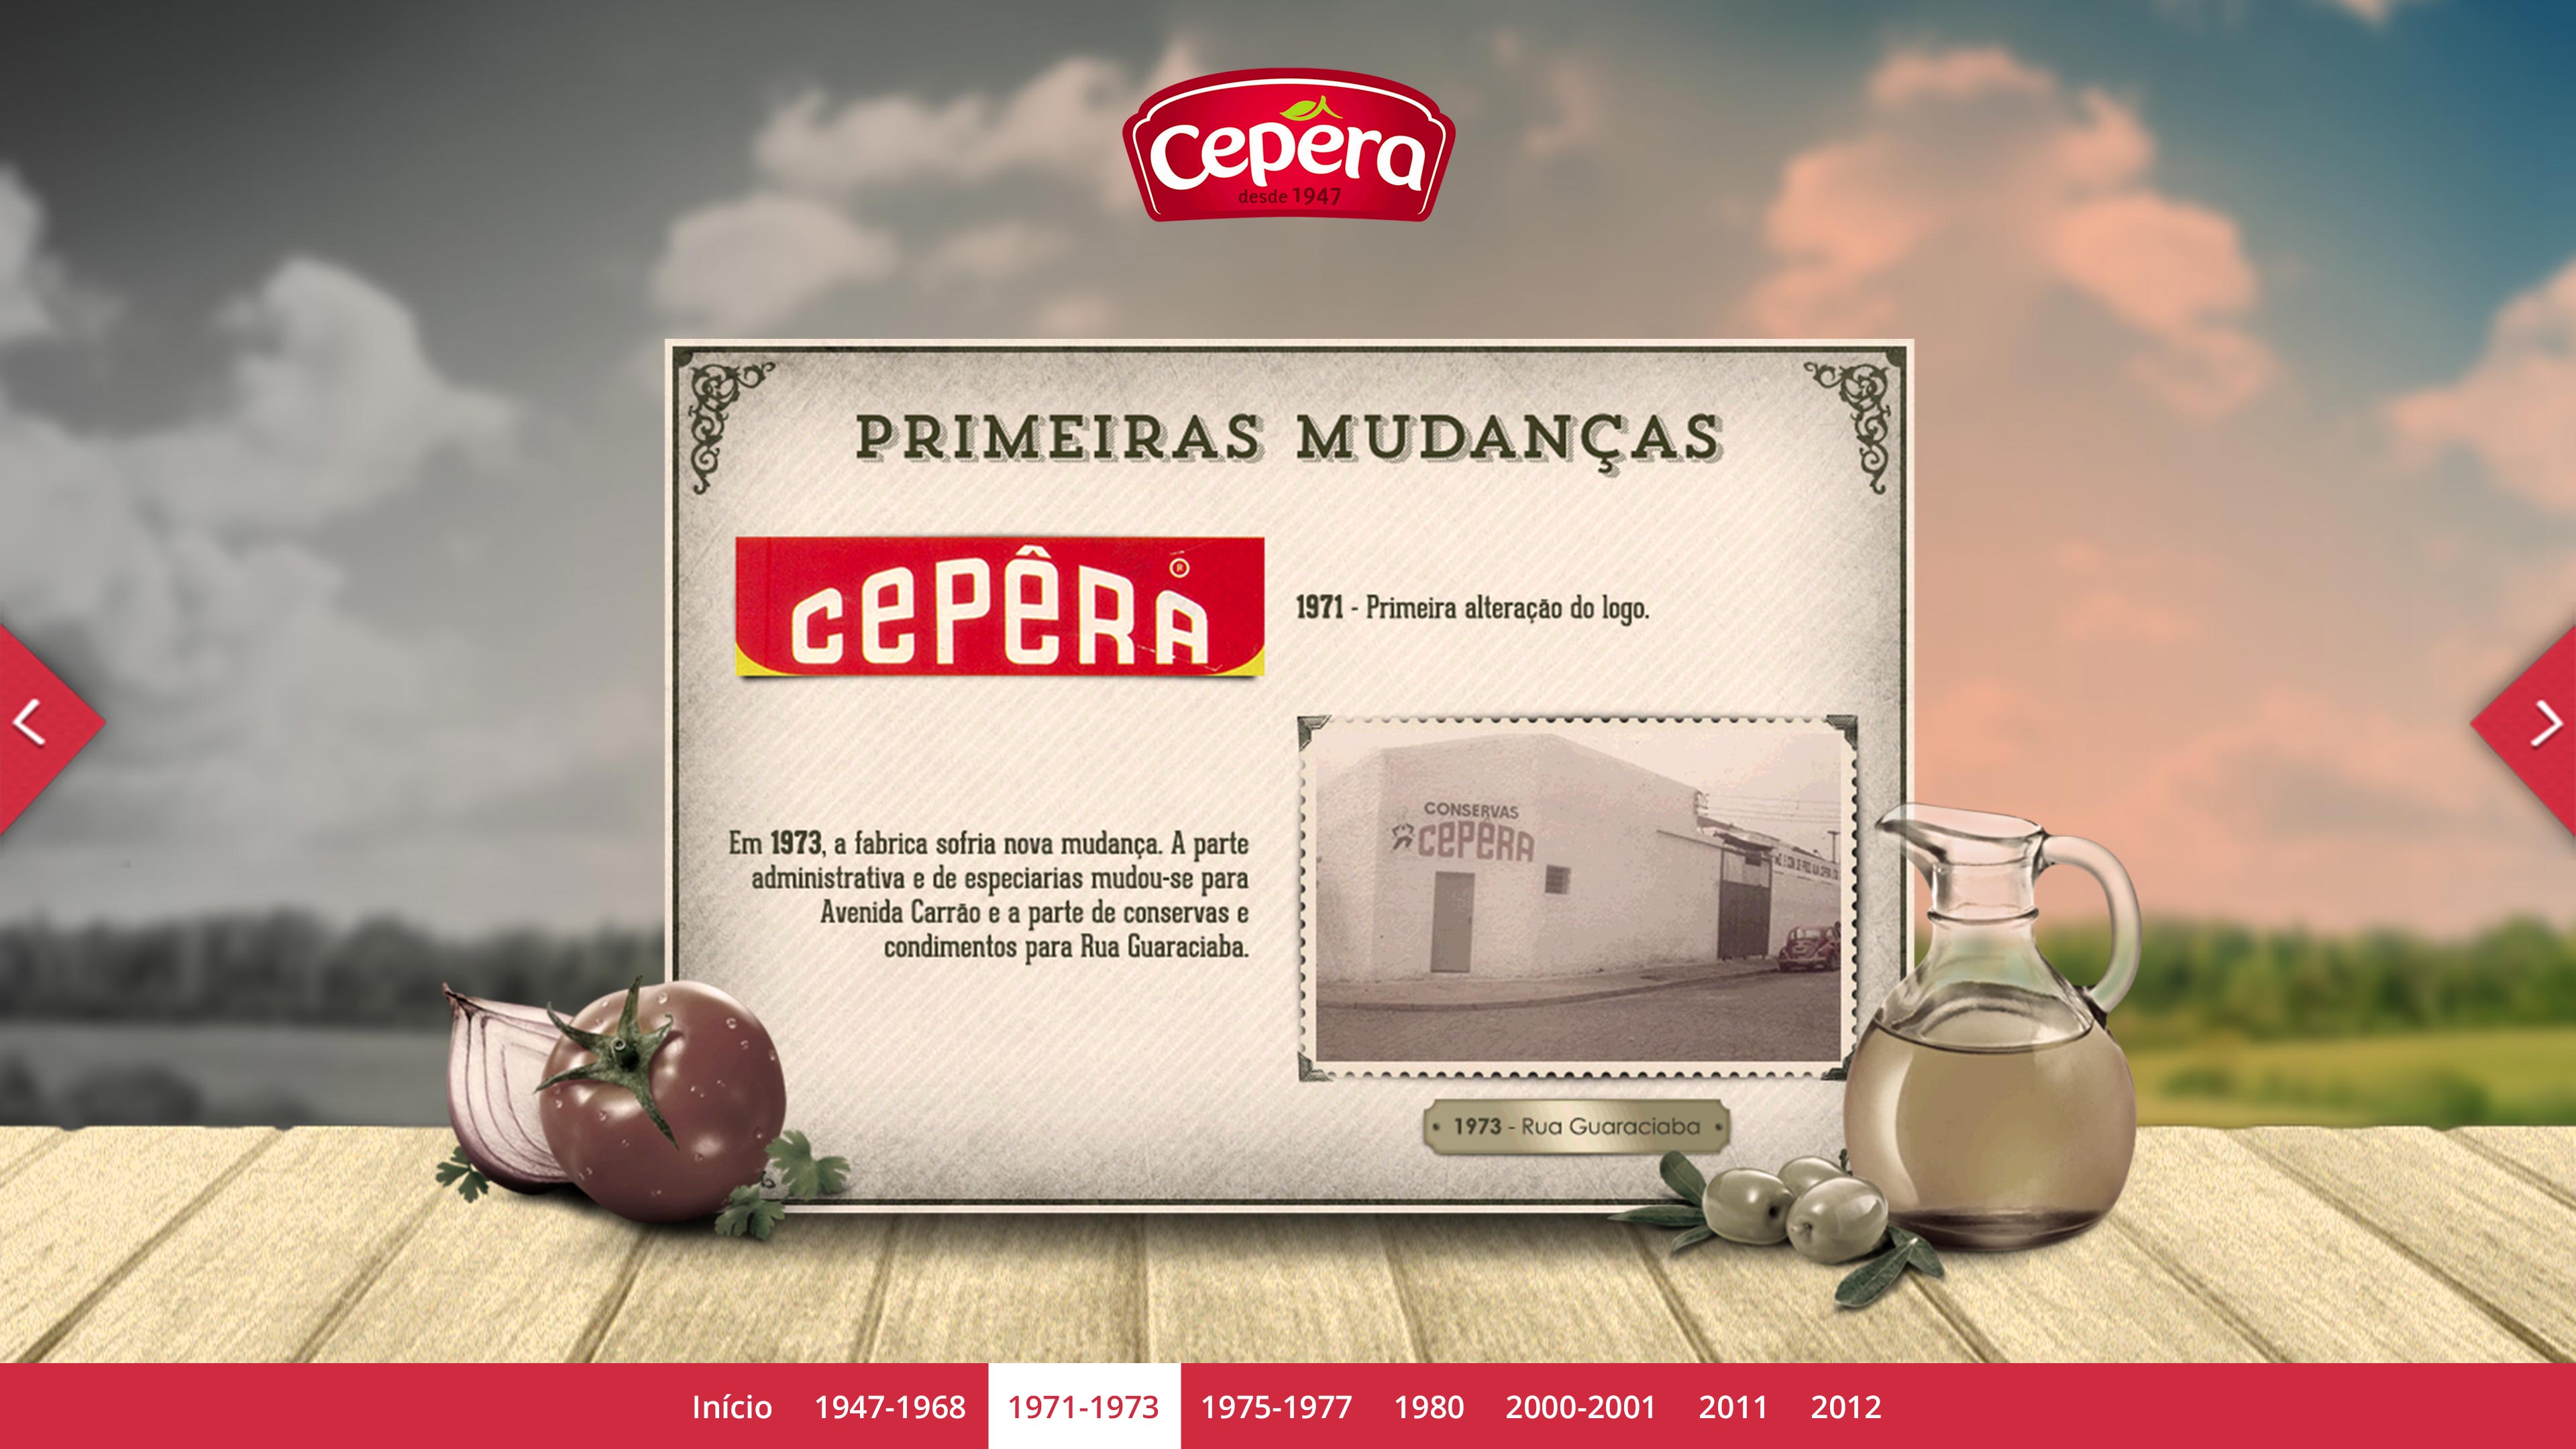 Cepêra
desde 1947
PRIMEIRAS MUDANÇAS
CEPÊRA ®
1971 - Primeira alteração do logo.
Em 1973, a fabrica sofria nova mudança. A parte
administrativa e de especiarias mudou-se para
Avenida Carrão e a parte de conservas e
condimentos para Rua Guaraciaba.
CONSERVAS
CEPÊRA
1973 - Rua Guaraciaba
Início 1947-1968 1971-1973 1975-1977 1980 2000-2001 2011 2012